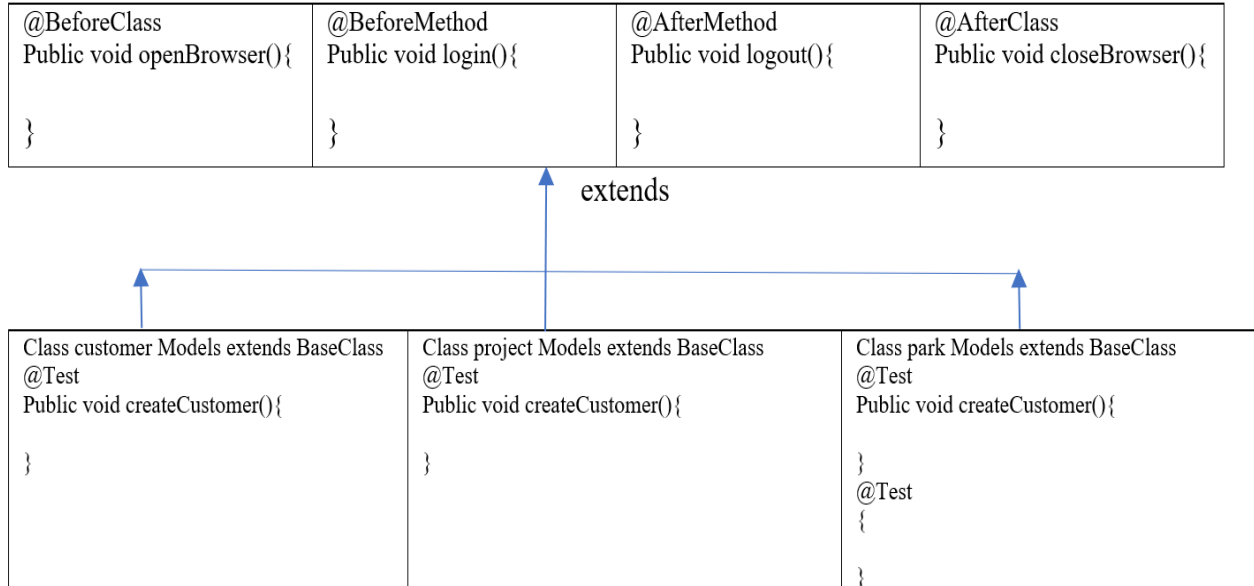 @BeforeClass
Public void openBrowser(){
}
@BeforeMethod
Public void login(){
}
@AfterMethod
Public void logout(){
}
@AfterClass
Public void closeBrowser(){
}
extends
Class customer Models extends BaseClass
@Test
Public void createCustomer(){
}
Class project Models extends BaseClass
@Test
Public void createCustomer(){
}
Class park Models extends BaseClass
@Test
Public void createCustomer(){
}
@Test
{
}